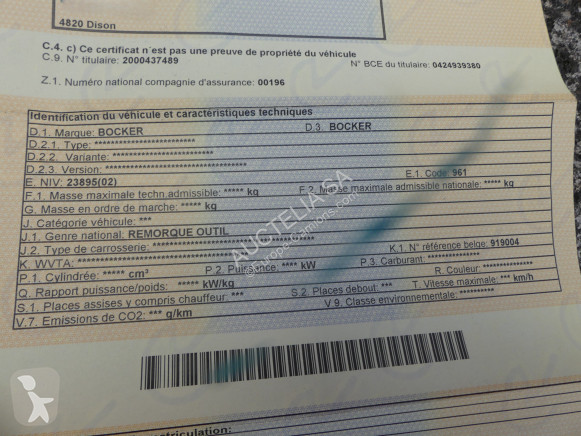 4820 Dison
C.4. c) Ce certificat n'est pas une preuve de propriété du véhicule
C.9. N° titulaire: 2000437489 N° BCE du titulaire: 0424939380
Z.1. Numéro national compagnie d'assurance: 00196
Identification du véhicule et caractéristiques techniques
D.1. Marque: BOCKER D.3. BOCKER
D.2.1. Type: *************************
D.2.2. Variante: *************************
D.2.3. Version: ***********************************
E. NIV: 23895(02) E.1. Code: 961
F.1. Masse maximale techn.admissible: ***** kg F.2. Masse maximale admissible nationale: ***** kg
G. Masse en ordre de marche: ***** kg
J. Catégorie véhicule: ***
J.1. Genre national: REMORQUE OUTIL
J.2. Type de carrosserie: ***********************************
K. WVTA: *********************************** K.1. N° référence belge: 919004
P.1. Cylindrée: ***** cm³ P.2. Puissance: **** kW P.3. Carburant: ***************
Q. Rapport puissance/poids: ***** kW/kg R. Couleur: ***************
S.1. Places assises y compris chauffeur: *** S.2. Places debout: *** T. Vitesse maximale: *** km/h
V.7. Emissions de CO2: *** g/km V.9. Classe environnementale: **********
AUCTELIA SA
triculation: